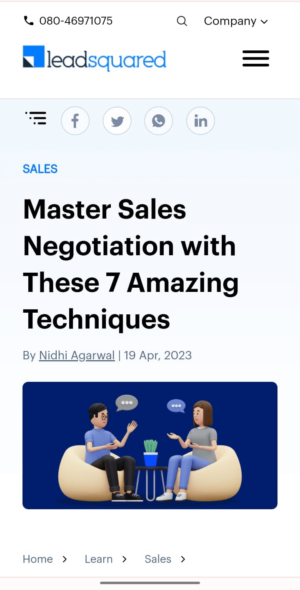 080-46971075
Company
leadsquared
SALES
Master Sales
Negotiation with
These 7 Amazing
Techniques
By Nidhi Agarwal | 19 Apr, 2023
Home > Learn > Sales >